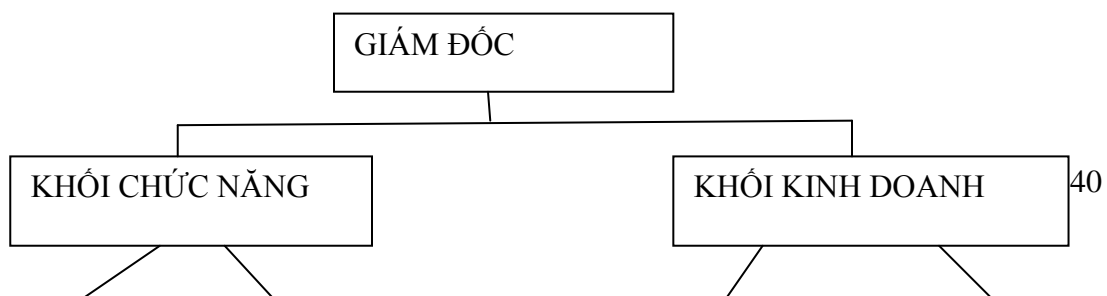 GIÁM ĐỐC
KHỐI CHỨC NĂNG
KHỐI KINH DOANH
40